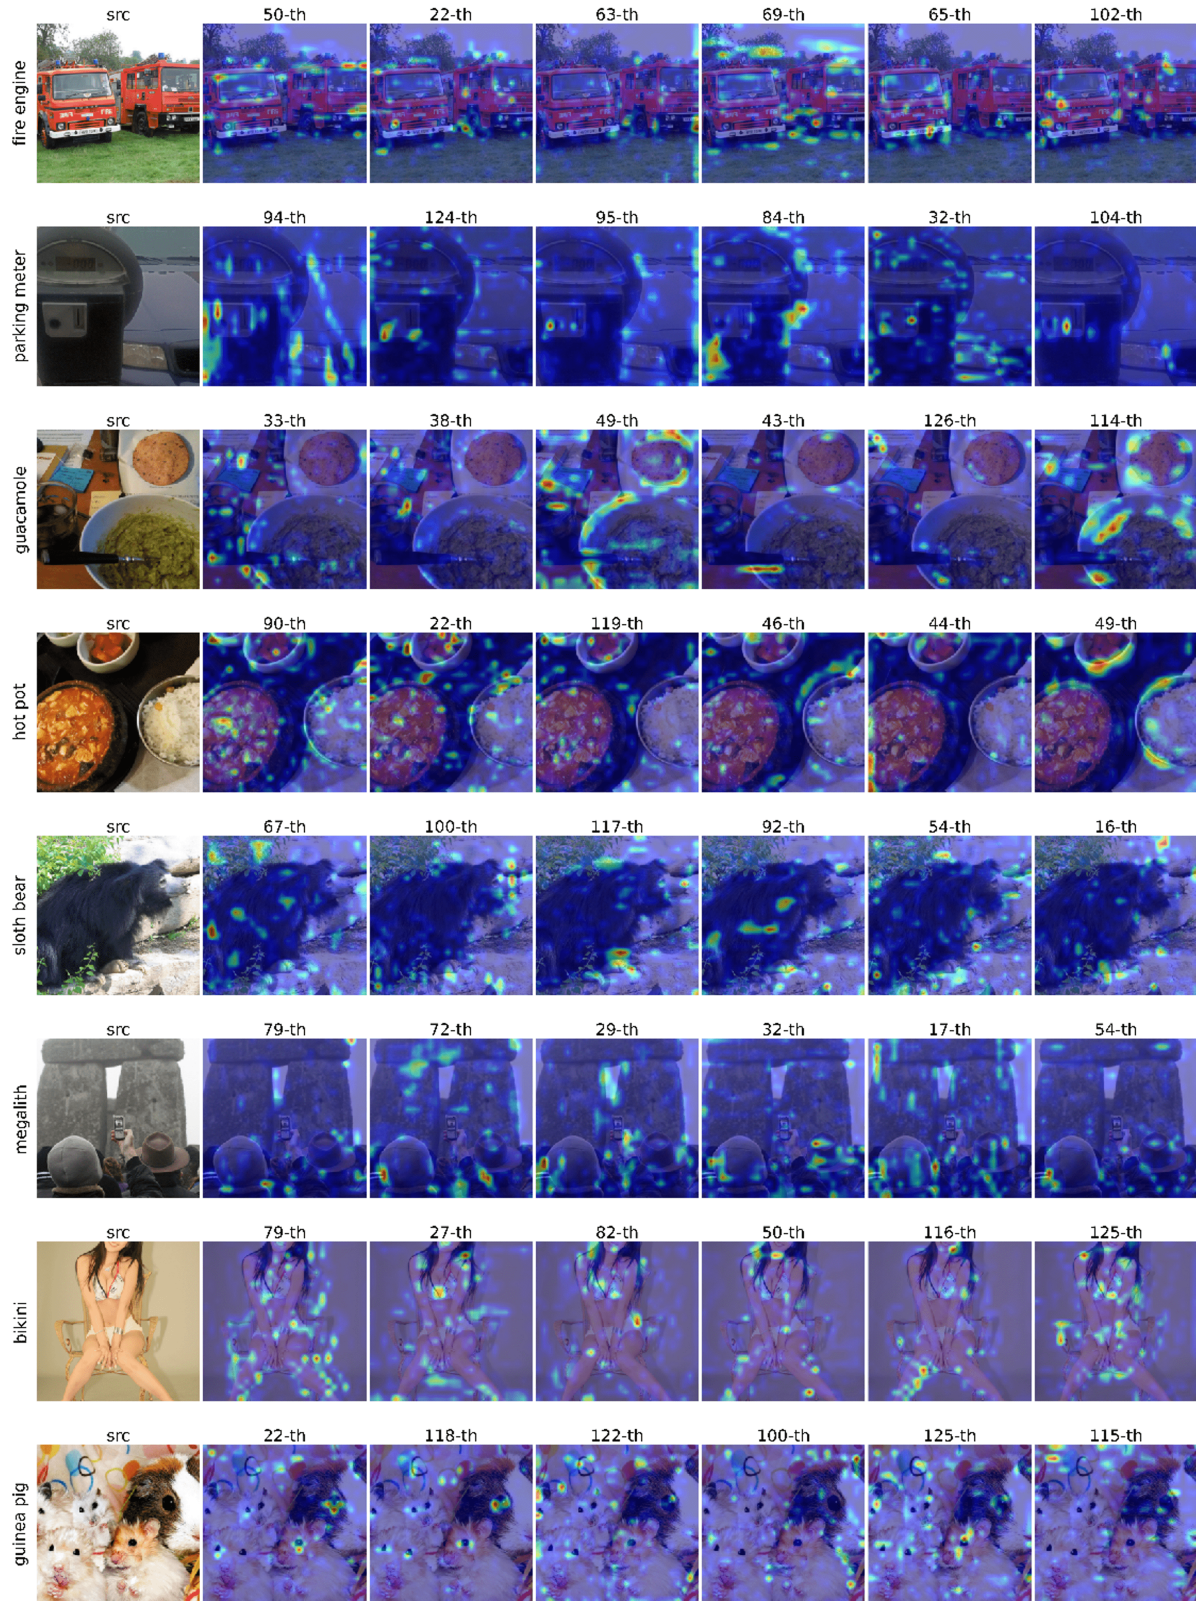 src 50-th 22-th 63-th 69-th 65-th 102-th
fire engine
src 94-th 124-th 95-th 84-th 32-th 104-th
parking meter
src 33-th 38-th 49-th 43-th 126-th 114-th
guacamole
src 90-th 22-th 119-th 46-th 44-th 49-th
hot pot
src 67-th 100-th 117-th 92-th 54-th 16-th
sloth bear
src 79-th 72-th 29-th 32-th 17-th 54-th
megalith
src 79-th 27-th 82-th 50-th 116-th 125-th
bikini
src 22-th 118-th 122-th 100-th 125-th 115-th
guinea pig